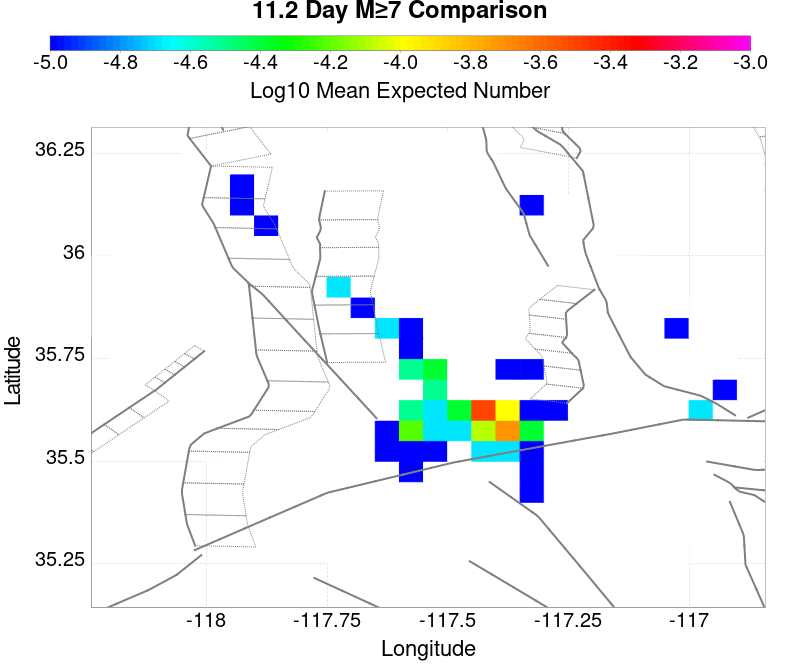 11.2 Day M≥7 Comparison
-5.0 -4.8 -4.6 -4.4 -4.2 -4.0 -3.8 -3.6 -3.4 -3.2 -3.0
Log10 Mean Expected Number
36.25
36
35.75
35.5
35.25
Latitude
-118 -117.75 -117.5 -117.25 -117
Longitude